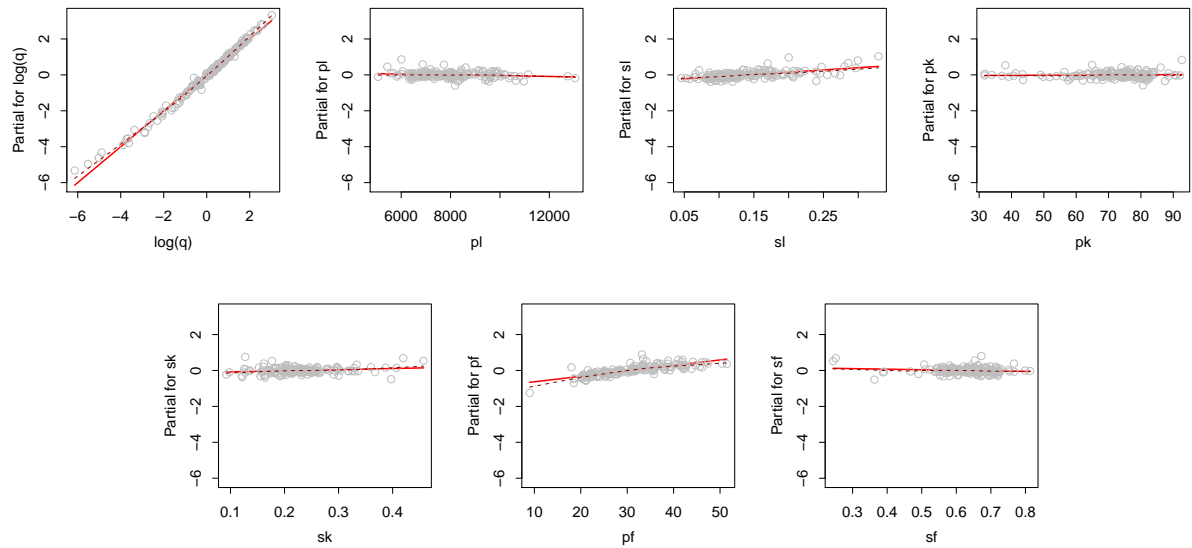 Partial for log(q)
2
0
−2
−4
−6
−6 −4 −2 0 2
log(q)
Partial for pl
2
0
−2
−4
−6
6000 8000 12000
pl
Partial for sl
2
0
−2
−4
−6
0.05 0.15 0.25
sl
Partial for pk
2
0
−2
−4
−6
30 40 50 60 70 80 90
pk
Partial for sk
2
0
−2
−4
−6
0.1 0.2 0.3 0.4
sk
Partial for pf
2
0
−2
−4
−6
10 20 30 40 50
pf
Partial for sf
2
0
−2
−4
−6
0.3 0.4 0.5 0.6 0.7 0.8
sf